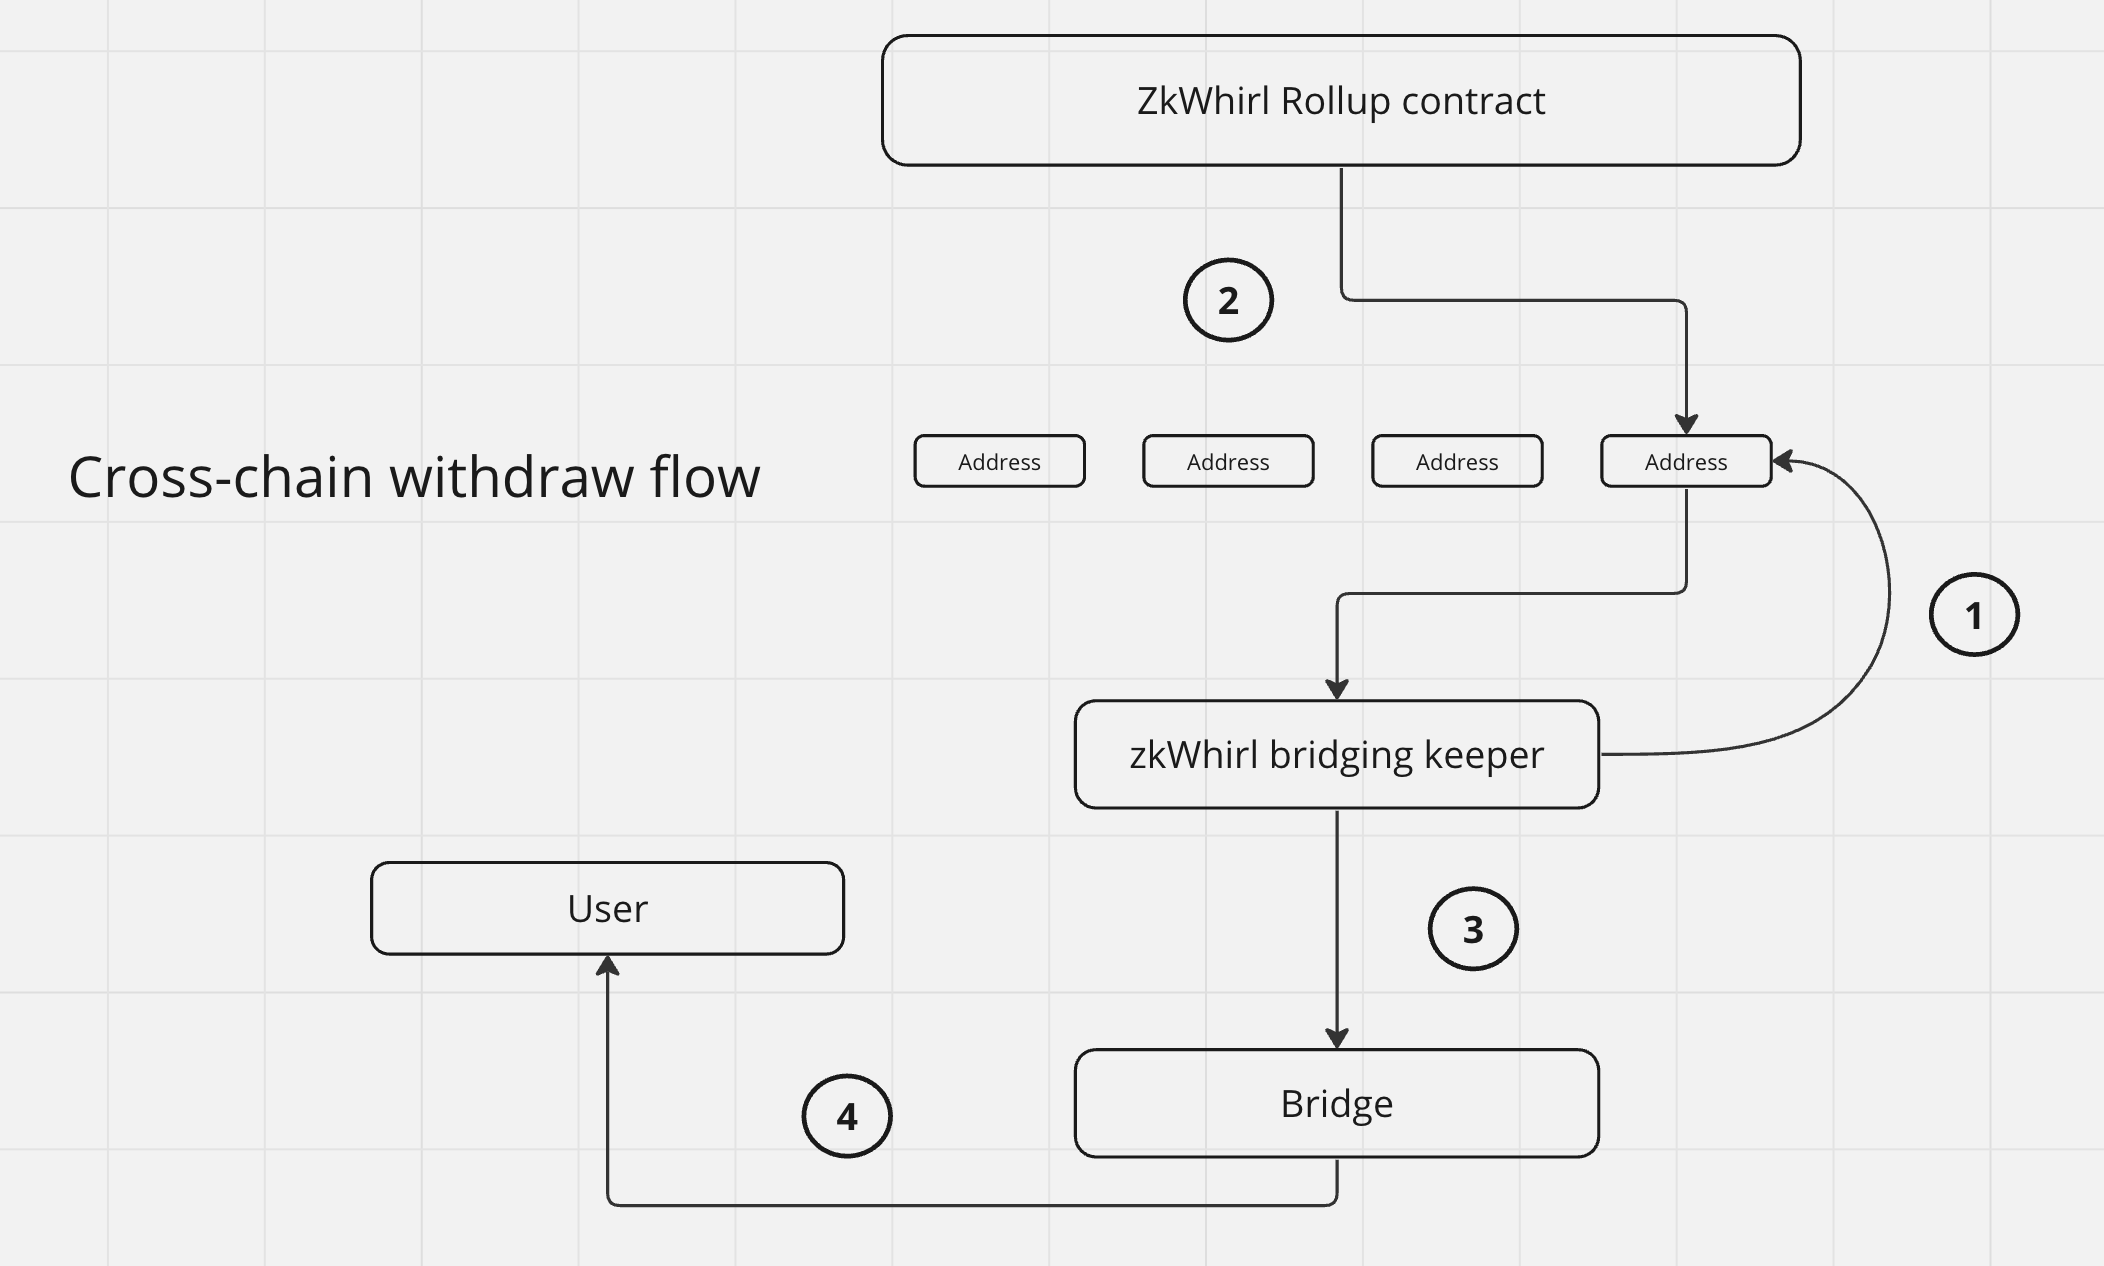 ZkWhirl Rollup contract
2
Cross-chain withdraw flow
Address
Address
Address
Address
1
zkWhirl bridging keeper
User
3
Bridge
4